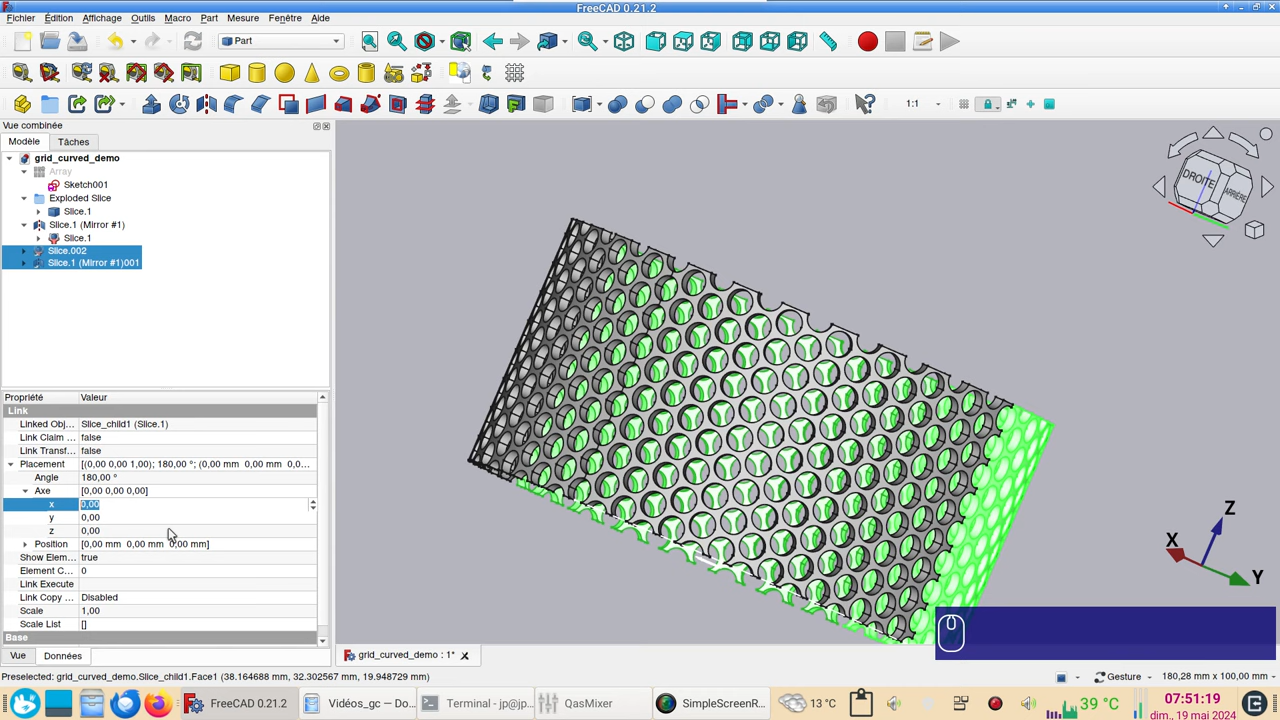 FreeCAD 0.21.2
Fichier Édition Affichage Outils Macro Part Mesure Fenêtre Aide
Part
1:1
Vue combinée
Modèle Tâches
grid_curved_demo
Array
Sketch001
Exploded Slice
Slice.1
Slice.1 (Mirror #1)
Slice.1
Slice.002
Slice.1 (Mirror #1)001
DROITE
ARRIÈRE
Propriété Valeur
Link
Linked Obj... Slice_child1 (Slice.1)
Link Claim ... false
Link Transf... false
Placement [(0,00 0,00 1,00); 180,00 °; (0,00 mm 0,00 mm 0,0...
Angle 180,00 °
Axe [0,00 0,00 0,00]
x 0,00
y 0,00
z 0,00
Position [0,00 mm 0,00 mm 0,00 mm]
Show Elem... true
Element C... 0
Link Execute
Link Copy ... Disabled
Scale 1,00
Scale List []
Base
Z
X
Y
Vue Données
grid_curved_demo : 1*
Preselected: grid_curved_demo.Slice_child1.Face1 (38.164688 mm, 32.302567 mm, 19.948729 mm)
Gesture 180,28 mm x 100,00 mm
FreeCAD 0.21.2
Vidéos_gc — Do...
Terminal - jp@jp...
QasMixer
SimpleScreenR...
13 °C
39 °C
07:51:19
dim., 19 mai 2024